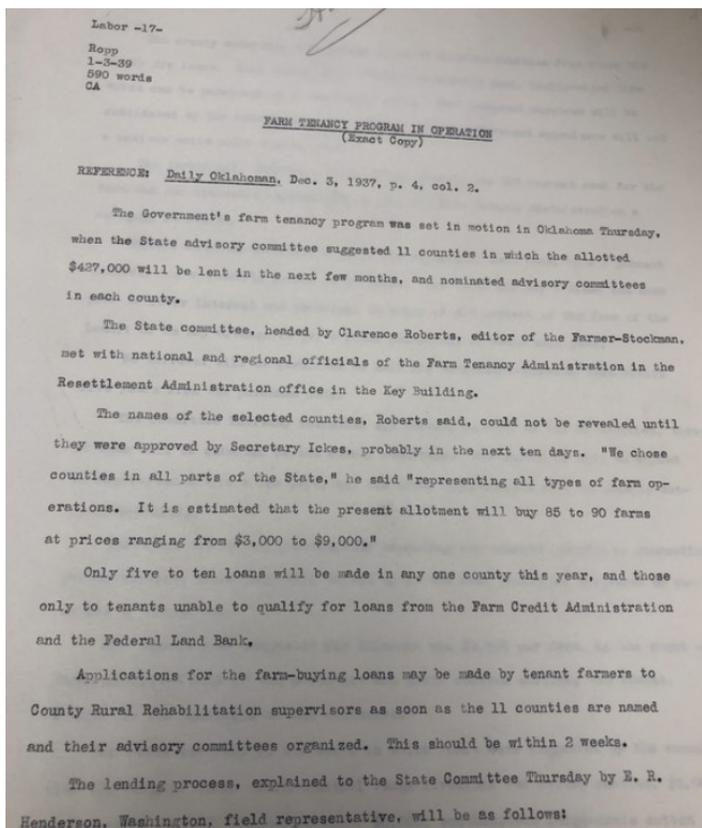 Labor -17-
Ropp
1-3-39
590 words
CA
FARM TENANCY PROGRAM IN OPERATION
(Exact Copy)
REFERENCE: Daily Oklahoman, Dec. 3, 1937, p. 4, col. 2.
The Government's farm tenancy program was set in motion in Oklahoma Thursday,
when the State advisory committee suggested 11 counties in which the allotted
$427,000 will be lent in the next few months, and nominated advisory committees
in each county.
The State committee, headed by Clarence Roberts, editor of the Farmer-Stockman,
met with national and regional officials of the Farm Tenancy Administration in the
Resettlement Administration office in the Key Building.
The names of the selected counties, Roberts said, could not be revealed until
they were approved by Secretary Ickes, probably in the next ten days. "We chose
counties in all parts of the State," he said "representing all types of farm op-
erations. It is estimated that the present allotment will buy 85 to 90 farms
at prices ranging from $3,000 to $9,000."
Only five to ten loans will be made in any one county this year, and those
only to tenants unable to qualify for loans from the Farm Credit Administration
and the Federal Land Bank.
Applications for the farm-buying loans may be made by tenant farmers to
County Rural Rehabilitation supervisors as soon as the 11 counties are named
and their advisory committees organized. This should be within 2 weeks.
The lending process, explained to the State Committee Thursday by E. R.
Henderson, Washington, field representative, will be as follows: